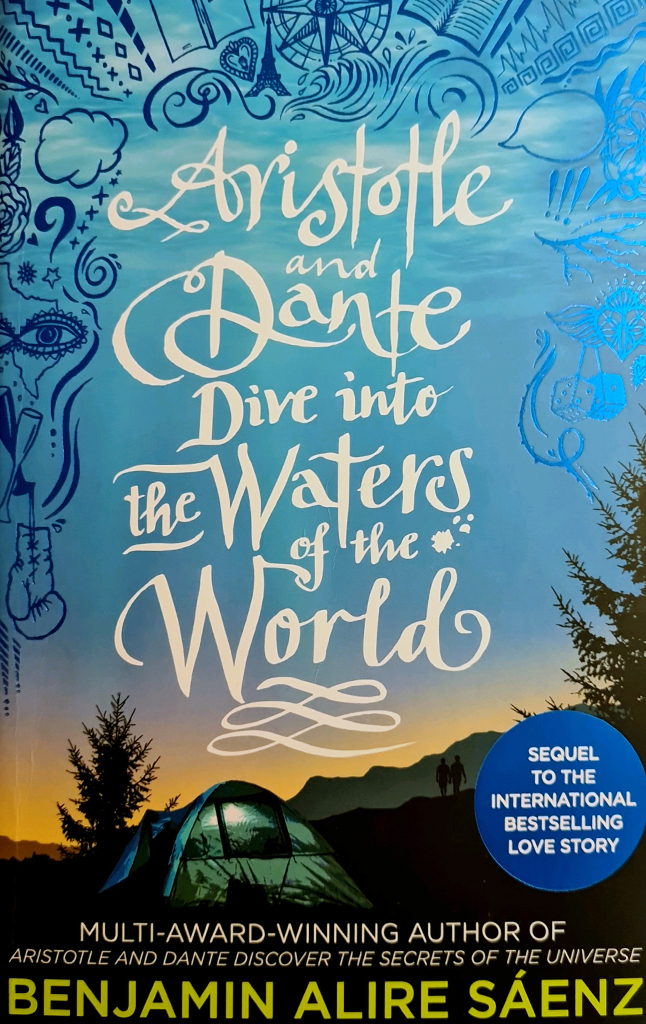 Aristotle
and
Dante
Dive into
the Waters
of the
World
SEQUEL
TO THE
INTERNATIONAL
BESTSELLING
LOVE STORY
MULTI-AWARD-WINNING AUTHOR OF
ARISTOTLE AND DANTE DISCOVER THE SECRETS OF THE UNIVERSE
BENJAMIN ALIRE SÁENZ